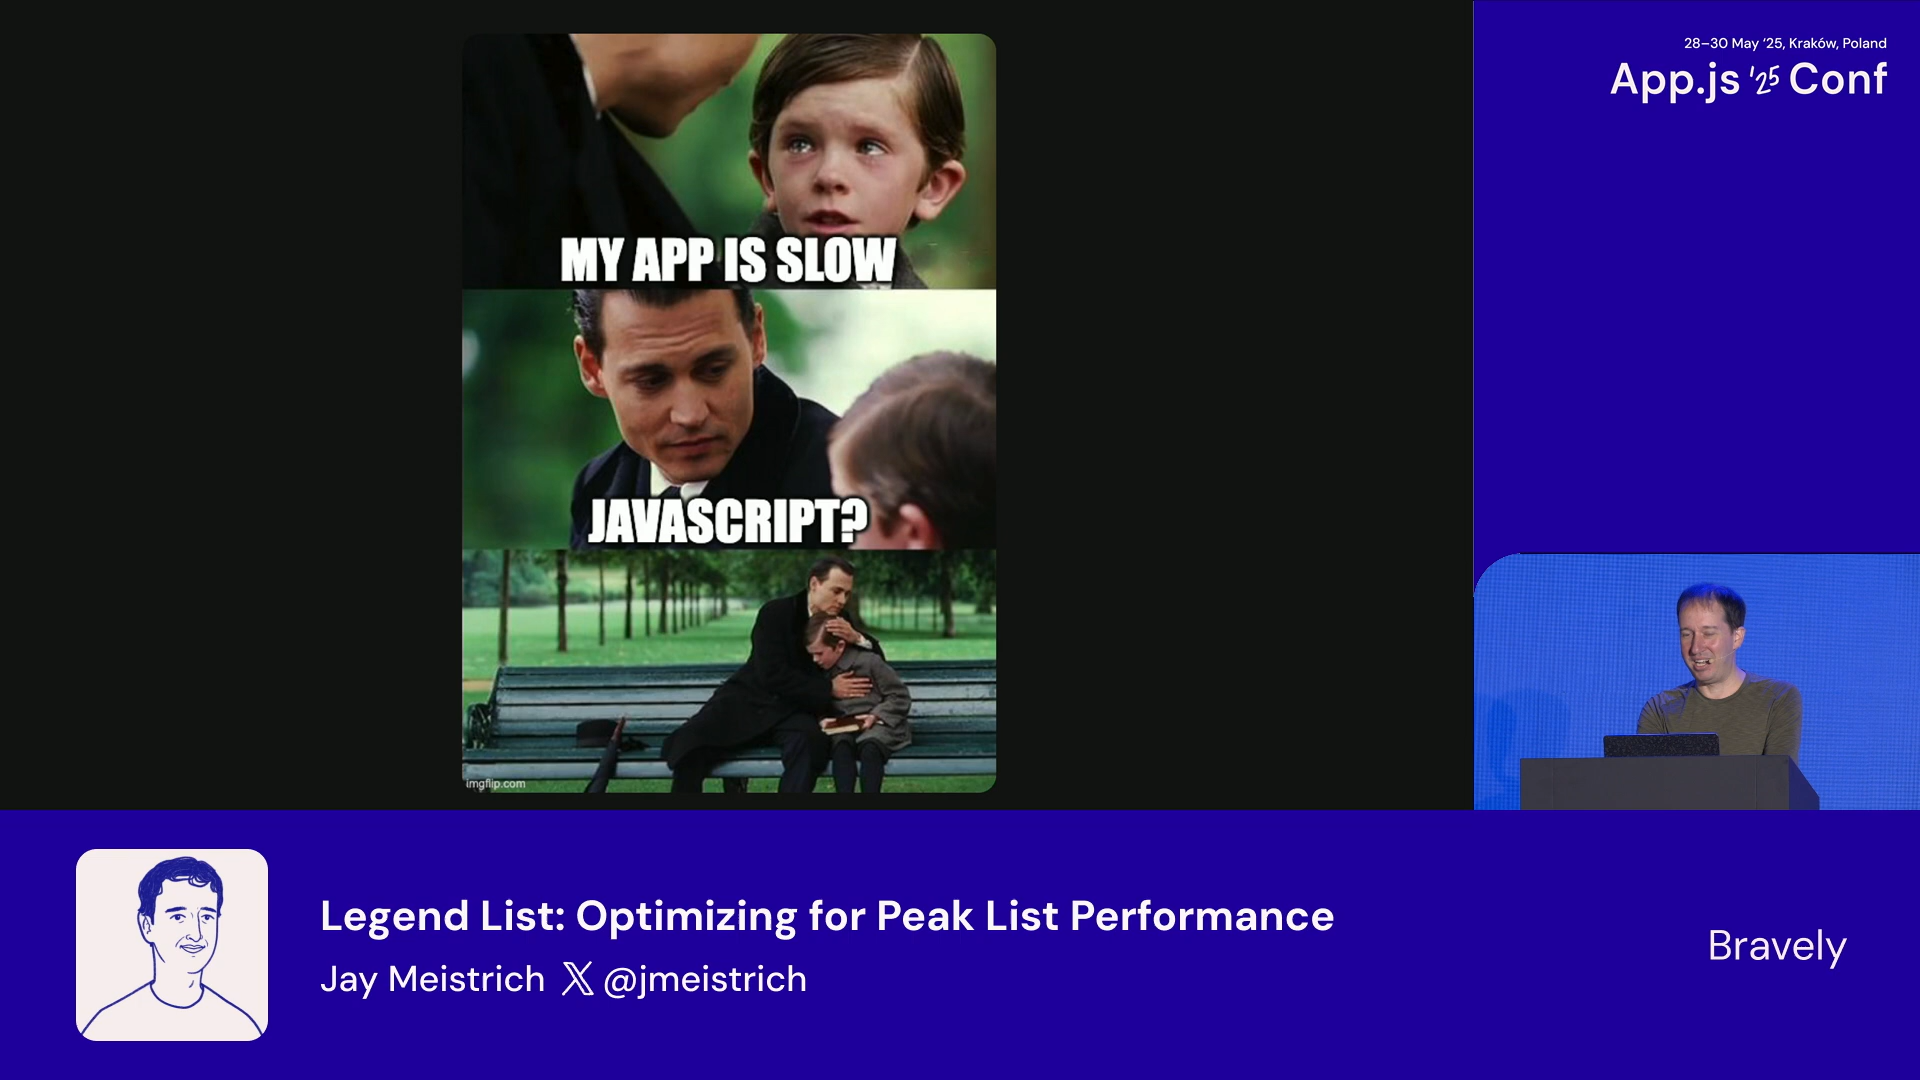 MY APP IS SLOW
JAVASCRIPT?
imgflip.com
28–30 May ‘25, Kraków, Poland
App.js '25 Conf
Legend List: Optimizing for Peak List Performance
Jay Meistrich 𝕏 @jmeistrich
Bravely